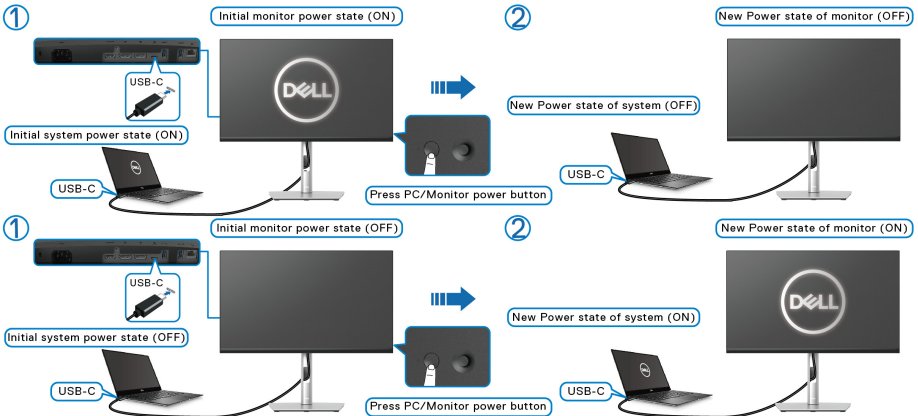 1
Initial monitor power state (ON)
2
New Power state of monitor (OFF)
USB-C
DELL
New Power state of system (OFF)
Initial system power state (ON)
DELL
USB-C
USB-C
Press PC/Monitor power button
1
Initial monitor power state (OFF)
2
New Power state of monitor (ON)
USB-C
DELL
New Power state of system (ON)
Initial system power state (OFF)
DELL
USB-C
USB-C
Press PC/Monitor power button